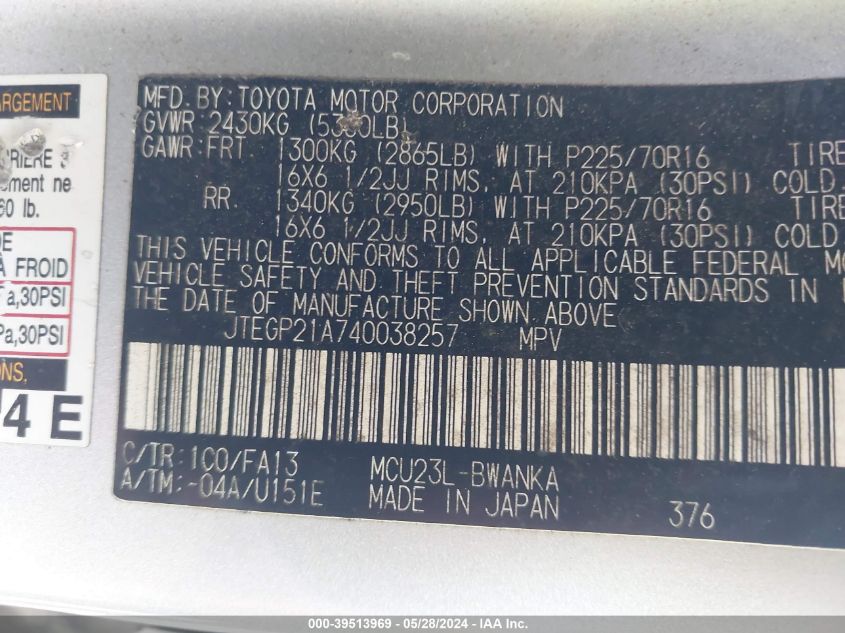 ARGEMENT
ement ne
60 lb.
DE
A FROID
a,30PSI
Pa,30PSI
ONS.
4 E
MFD. BY: TOYOTA MOTOR CORPORATION
GVWR: 2430KG
GAWR: FRT 1300KG (2865LB) WITH P225/70R16 TIRE
16X6 1/2JJ RIMS, AT 210KPA (30PSI) COLD.
RR 1340KG (2950LB) WITH P225/70R16 TIRE
16X6 1/2JJ RIMS, AT 210KPA (30PSI) COLD
THIS VEHICLE CONFORMS TO ALL APPLICABLE FEDERAL MO
VEHICLE SAFETY AND THEFT PREVENTION STANDARDS IN
THE DATE OF MANUFACTURE SHOWN ABOVE
JTEGP21A740038257 MPV
C/TR: 1C0/FA13 MCU23L-BWANKA
A/TM: -04A/U151E MADE IN JAPAN 376
000-39513969 | 05/28/2024 - IAA Inc.